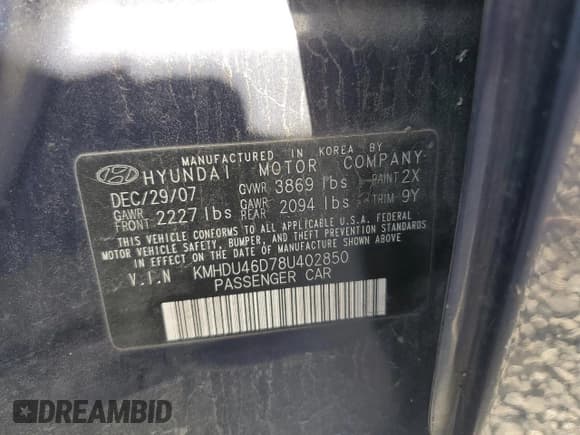 MANUFACTURED IN KOREA BY
HYUNDAI MOTOR COMPANY
DEC/29/07 GVWR 3869 lbs PAINT 2X
GAWR FRONT 2227 lbs GAWR REAR 2094 lbs TRIM 9Y
THIS VEHICLE CONFORMS TO ALL APPLICABLE U.S.A. FEDERAL
MOTOR VEHICLE SAFETY, BUMPER, AND THEFT PREVENTION STANDARDS
IN EFFECT ON THE DATE OF MANUFACTURE SHOWN ABOVE.
V.I.N KMHDU46D78U402850
PASSENGER CAR
DREAMBID